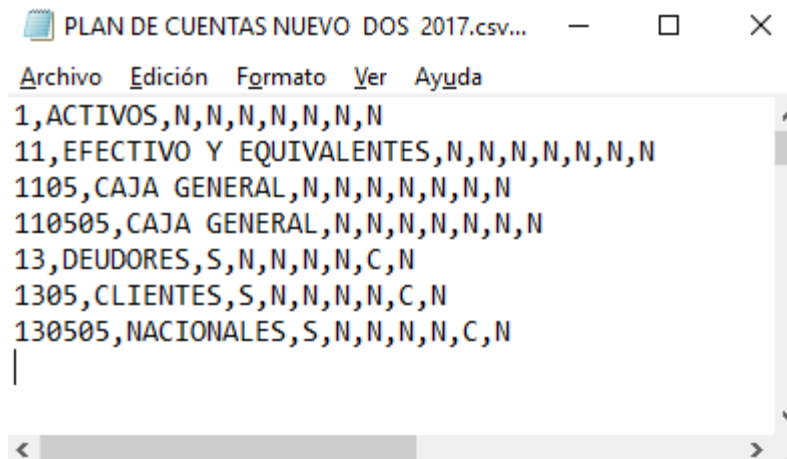 PLAN DE CUENTAS NUEVO DOS 2017.csv...
Archivo Edición Formato Ver Ayuda
1,ACTIVOS,N,N,N,N,N,N,N
11,EFECTIVO Y EQUIVALENTES,N,N,N,N,N,N,N
1105,CAJA GENERAL,N,N,N,N,N,N,N
110505,CAJA GENERAL,N,N,N,N,N,N,N
13,DEUDORES,S,N,N,N,N,C,N
1305,CLIENTES,S,N,N,N,N,C,N
130505,NACIONALES,S,N,N,N,N,C,N